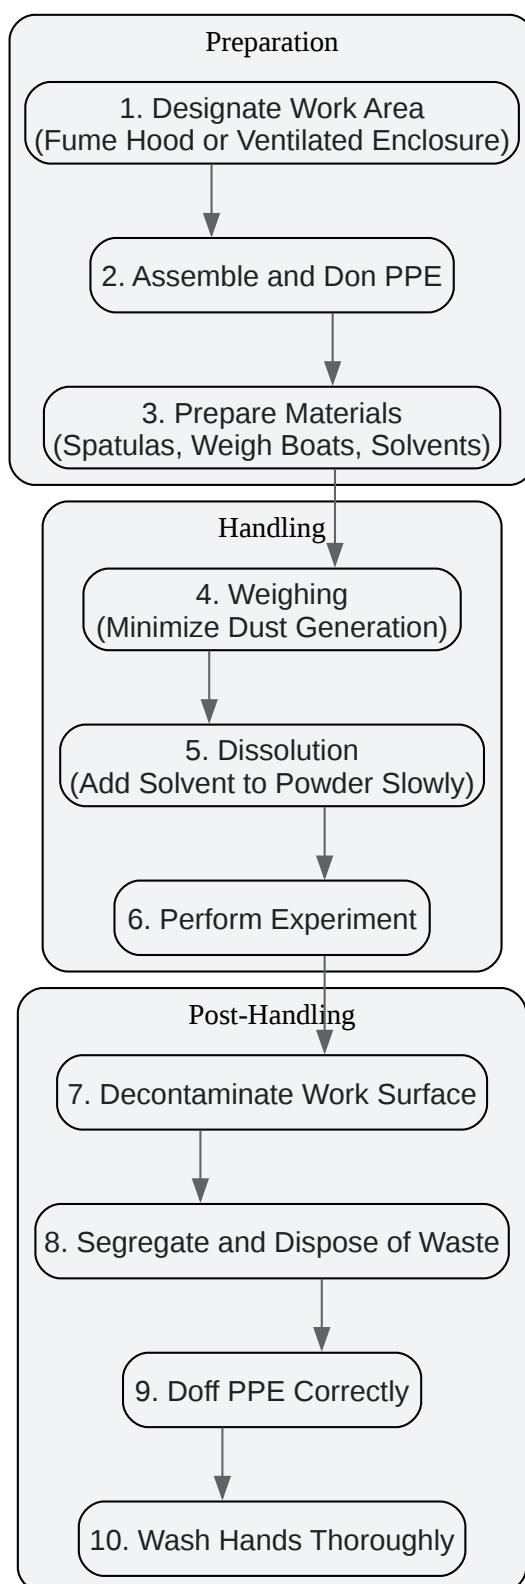 Preparation
1. Designate Work Area
(Fume Hood or Ventilated Enclosure)
2. Assemble and Don PPE
3. Prepare Materials
(Spatulas, Weigh Boats, Solvents)
Handling
4. Weighing
(Minimize Dust Generation)
5. Dissolution
(Add Solvent to Powder Slowly)
6. Perform Experiment
Post-Handling
7. Decontaminate Work Surface
8. Segregate and Dispose of Waste
9. Doff PPE Correctly
10. Wash Hands Thoroughly